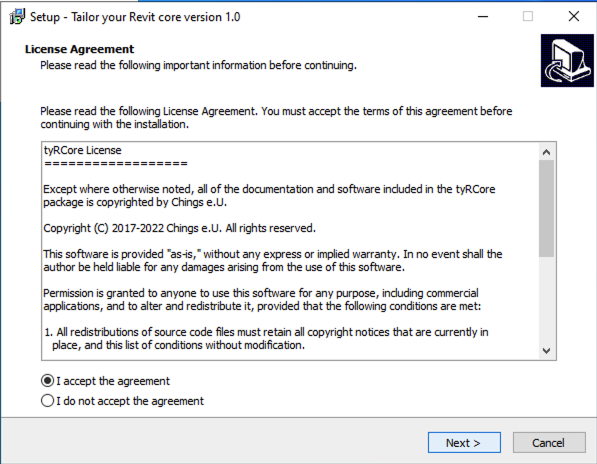 Setup - Tailor your Revit core version 1.0
License Agreement
Please read the following important information before continuing.
Please read the following License Agreement. You must accept the terms of this agreement before
continuing with the installation.
tyRCore License
==================
Except where otherwise noted, all of the documentation and software included in the tyRCore
package is copyrighted by Chings e.U.
Copyright (C) 2017-2022 Chings e.U. All rights reserved.
This software is provided "as-is," without any express or implied warranty. In no event shall the
author be held liable for any damages arising from the use of this software.
Permission is granted to anyone to use this software for any purpose, including commercial
applications, and to alter and redistribute it, provided that the following conditions are met:
1. All redistributions of source code files must retain all copyright notices that are currently in
place, and this list of conditions without modification.
I accept the agreement
I do not accept the agreement
Next >
Cancel